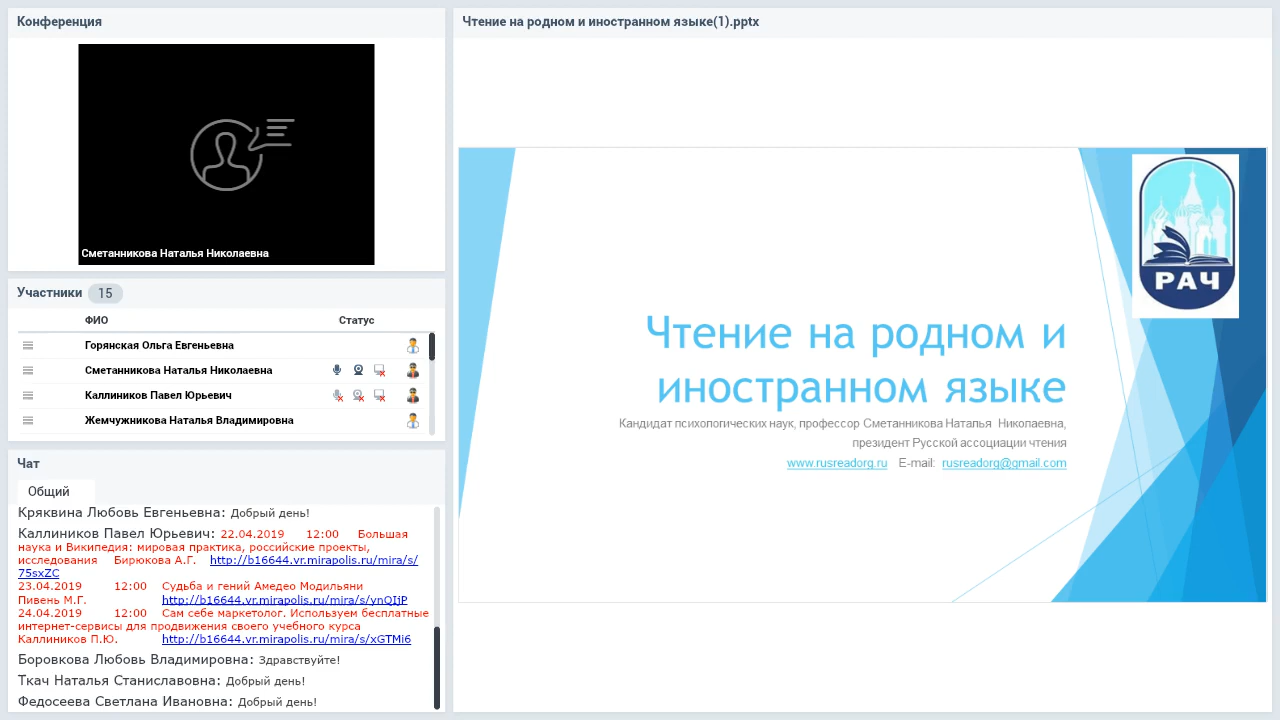 Конференция
Сметанникова Наталья Николаевна
Участники 15
ФИО Статус
Горянская Ольга Евгеньевна
Сметанникова Наталья Николаевна
Каллиников Павел Юрьевич
Жемчужникова Наталья Владимировна
Чат
Общий
Кряквина Любовь Евгеньевна: Добрый день!
Каллиников Павел Юрьевич: 22.04.2019 12:00 Большая
наука и Википедия: мировая практика, российские проекты,
исследования Бирюкова А.Г. http://b16644.vr.mirapolis.ru/mira/s/
75sxZC
23.04.2019 12:00 Судьба и гений Амедео Модильяни
Пивень М.Г. http://b16644.vr.mirapolis.ru/mira/s/ynQIjP
24.04.2019 12:00 Сам себе маркетолог. Используем бесплатные
интернет-сервисы для продвижения своего учебного курса
Каллиников П.Ю. http://b16644.vr.mirapolis.ru/mira/s/xGTMi6
Боровкова Любовь Владимировна: Здравствуйте!
Ткач Наталья Станиславовна: Добрый день!
Федосеева Светлана Ивановна: Добрый день!
Чтение на родном и иностранном языке(1).pptx
РАЧ
Чтение на родном и
иностранном языке
Кандидат психологических наук, профессор Сметанникова Наталья Николаевна,
президент Русской ассоциации чтения
www.rusreadorg.ru E-mail: rusreadorg@gmail.com